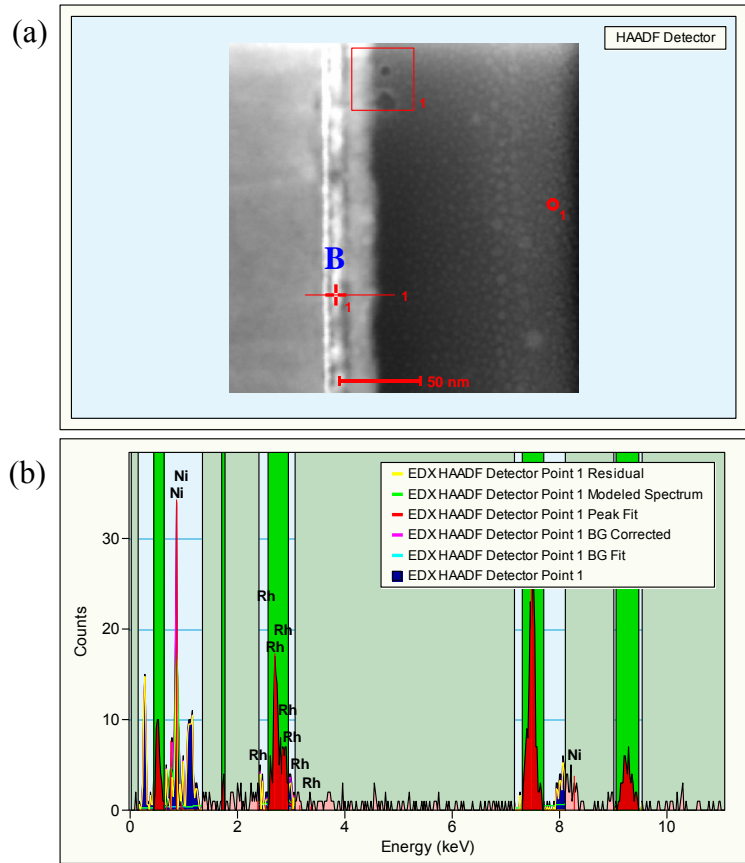 (a)
HAADF Detector
1
1
B
1
1
50 nm
(b)
Ni
Ni
EDX HAADF Detector Point 1 Residual
EDX HAADF Detector Point 1 Modeled Spectrum
EDX HAADF Detector Point 1 Peak Fit
EDX HAADF Detector Point 1 BG Corrected
EDX HAADF Detector Point 1 BG Fit
EDX HAADF Detector Point 1
30
20
10
0
Counts
Rh
Rh
Rh
Rh
Rh
Rh
Rh
Rh
Ni
0 2 4 6 8 10
Energy (keV)